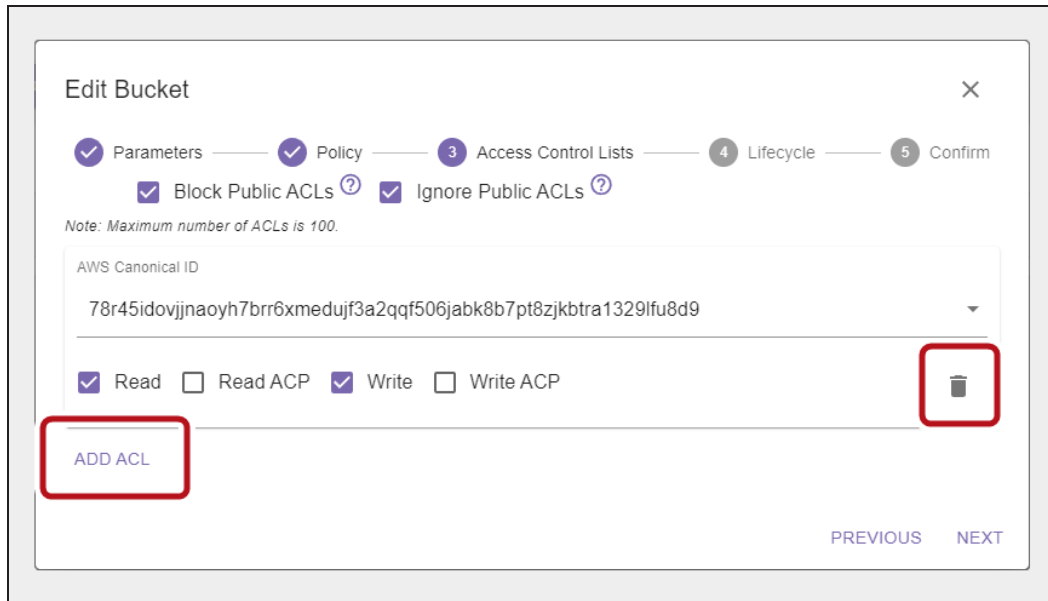 Edit Bucket
Parameters Policy 3 Access Control Lists 4 Lifecycle 5 Confirm
Block Public ACLs ? Ignore Public ACLs ?
Note: Maximum number of ACLs is 100.
AWS Canonical ID
78r45idovjjnaoyh7brr6xmedujf3a2qqf506jabk8b7pt8zjkbtra1329lfu8d9
Read Read ACP Write Write ACP
ADD ACL
PREVIOUS NEXT